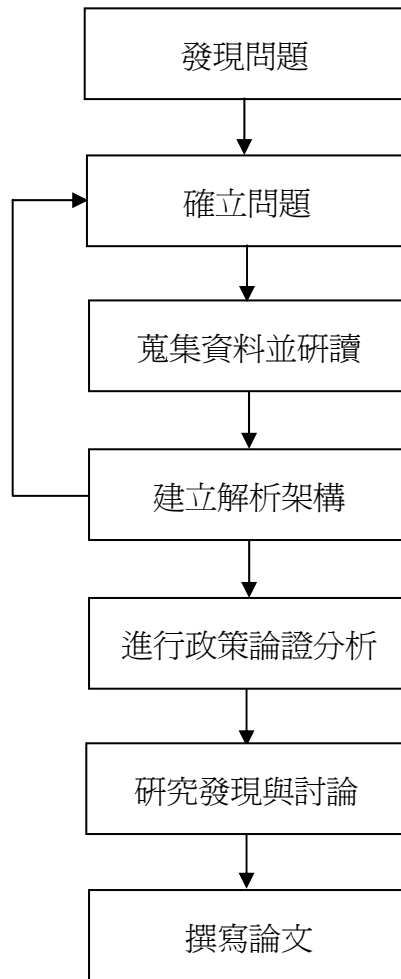 發現問題
確立問題
蒐集資料並研讀
建立解析架構
進行政策論證分析
研究發現與討論
撰寫論文